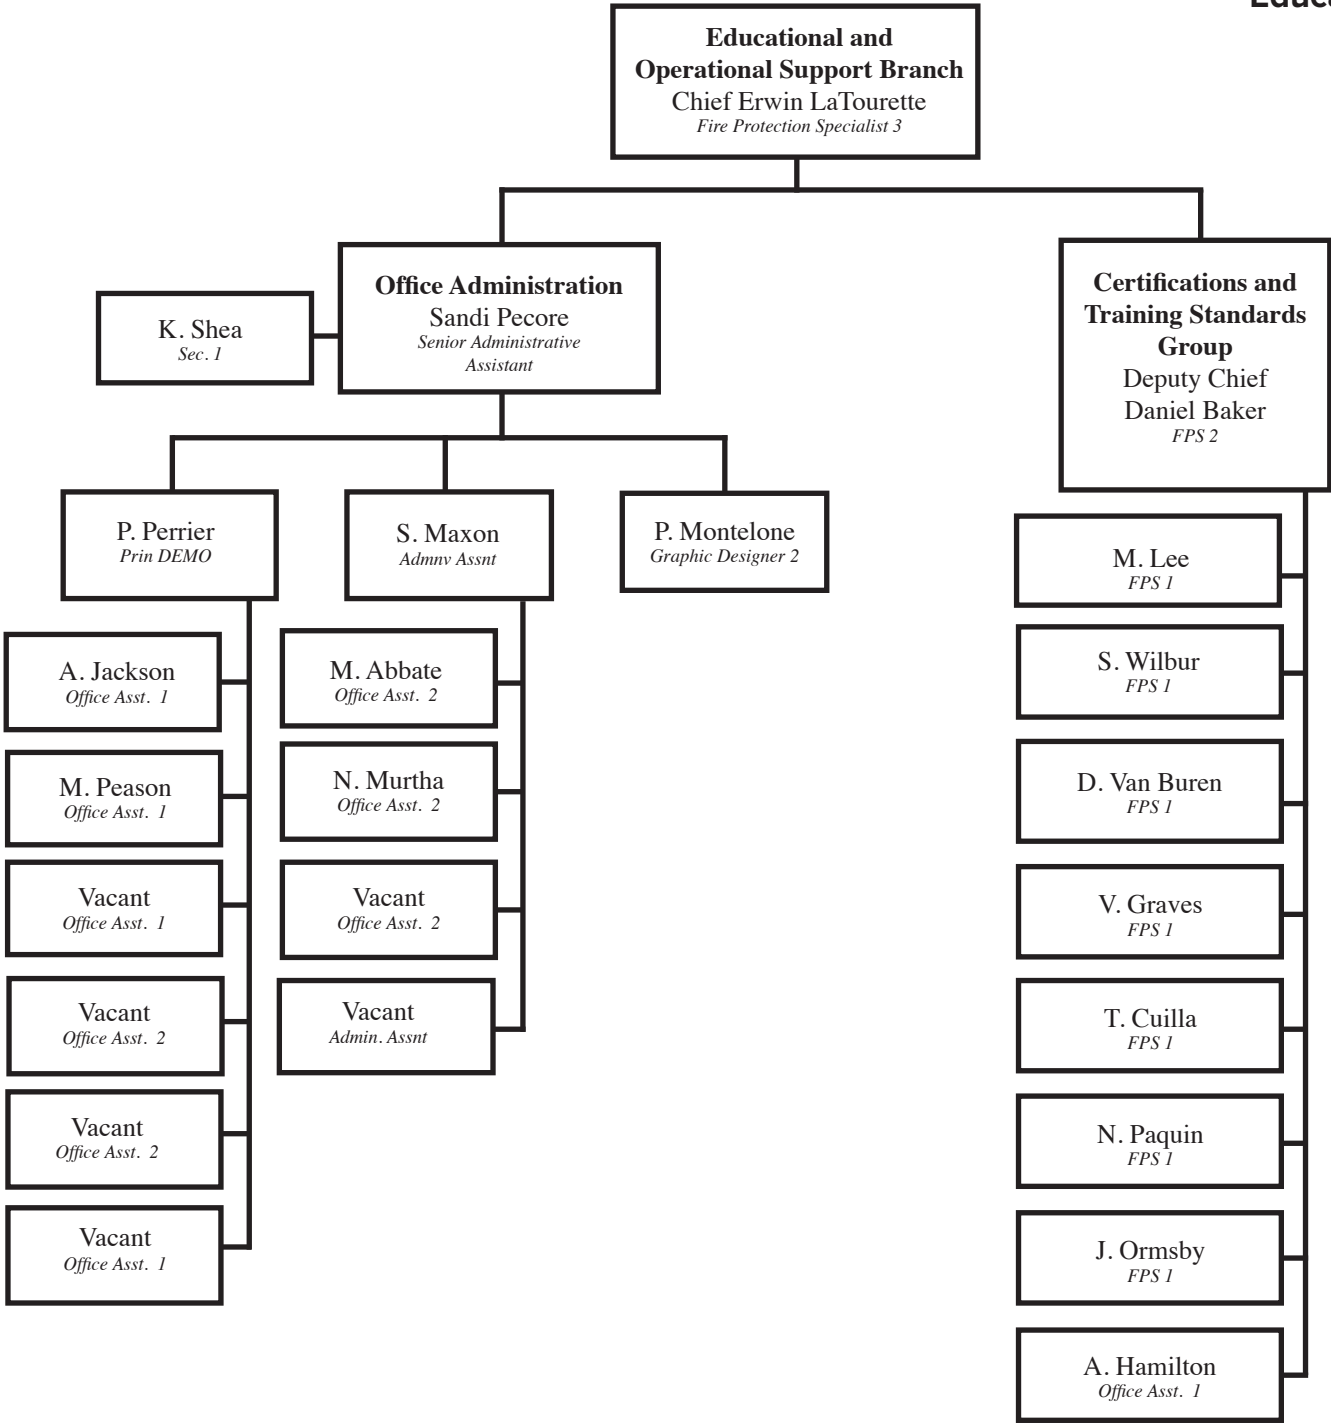 Educational and
Operational Support Branch
Chief Erwin LaTourette
Fire Protection Specialist 3
Office Administration
Sandi Pecore
Senior Administrative
Assistant
K. Shea
Sec. 1
P. Perrier
Prin DEMO
A. Jackson
Office Asst. 1
M. Peason
Office Asst. 1
Vacant
Office Asst. 1
Vacant
Office Asst. 2
Vacant
Office Asst. 2
Vacant
Office Asst. 1
S. Maxon
Admnv Assnt
M. Abbate
Office Asst. 2
N. Murtha
Office Asst. 2
Vacant
Office Asst. 2
Vacant
Admin. Assnt
P. Montelone
Graphic Designer 2
Certifications and
Training Standards
Group
Deputy Chief
Daniel Baker
FPS 2
M. Lee
FPS 1
S. Wilbur
FPS 1
D. Van Buren
FPS 1
V. Graves
FPS 1
T. Cuilla
FPS 1
N. Paquin
FPS 1
J. Ormsby
FPS 1
A. Hamilton
Office Asst. 1